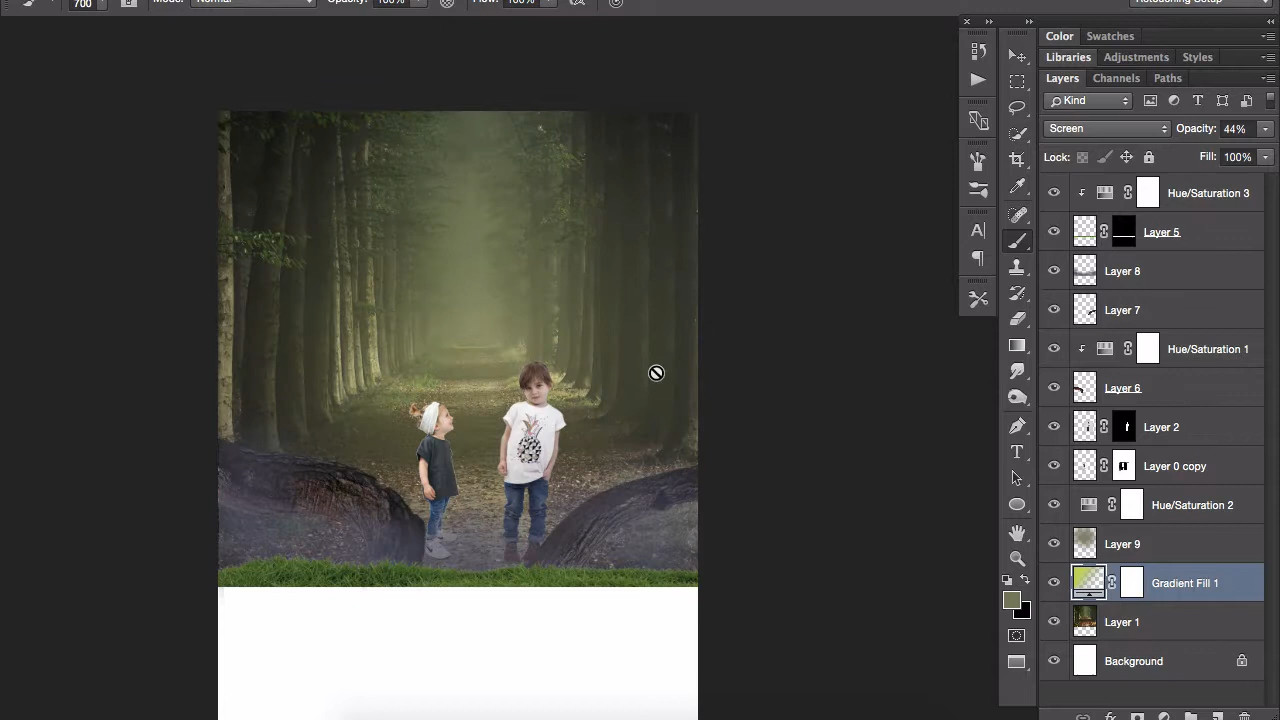 700 Mode: Normal Opacity: 100% Flow: 100% Retouching Setup
Color Swatches
Libraries Adjustments Styles
Layers Channels Paths
Kind
Screen Opacity: 44%
Lock: Fill: 100%
Hue/Saturation 3
Layer 5
Layer 8
Layer 7
Hue/Saturation 1
Layer 6
Layer 2
Layer 0 copy
Hue/Saturation 2
Layer 9
Gradient Fill 1
Layer 1
Background